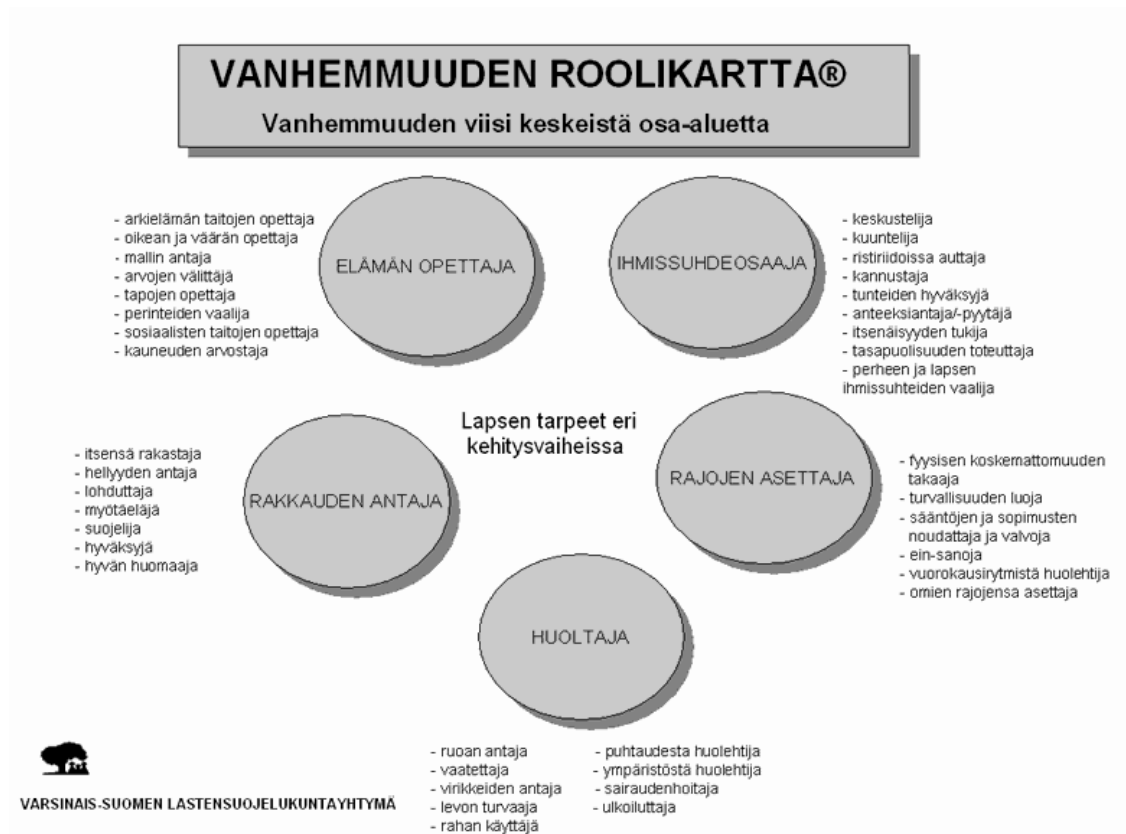 VANHEMMUUDEN ROOLIKARTTA®
Vanhemmuuden viisi keskeistä osa-aluetta
- arkielämän taitojen opettaja
- oikean ja väärän opettaja
- mallin antaja
- arvojen välittäjä
- tapojen opettaja
- perinteiden vaalija
- sosiaalisten taitojen opettaja
- kauneuden arvostaja
ELÄMÄN OPETTAJA
IHMISSUHDEOSAAJA
- keskustelija
- kuuntelija
- ristiriidoissa auttaja
- kannustaja
- tunteiden hyväksyjä
- anteeksiantaja/-pyytäjä
- itsenäisyyden tukija
- tasapuolisuuden toteuttaja
- perheen ja lapsen
ihmissuhteiden vaalija
Lapsen tarpeet eri
kehitysvaiheissa
- itsensä rakastaja
- hellyyden antaja
- lohduttaja
- myötäeläjä
- suojelija
- hyväksyjä
- hyvän huomaaja
RAKKAUDEN ANTAJA
RAJOJEN ASETTAJA
- fyysisen koskemattomuuden
takaaja
- turvallisuuden luoja
- sääntöjen ja sopimusten
noudattaja ja valvoja
- ein-sanoja
- vuorokausirytmistä huolehtija
- omien rajojensa asettaja
HUOLTAJA
- ruoan antaja
- vaatettaja
- virikkeiden antaja
- levon turvaaja
- rahan käyttäjä
- puhtaudesta huolehtija
- ympäristöstä huolehtija
- sairaudenhoitaja
- ulkoiluttaja
VARSINAIS-SUOMEN LASTENSUOJELUKUNTAYHTYMÄ